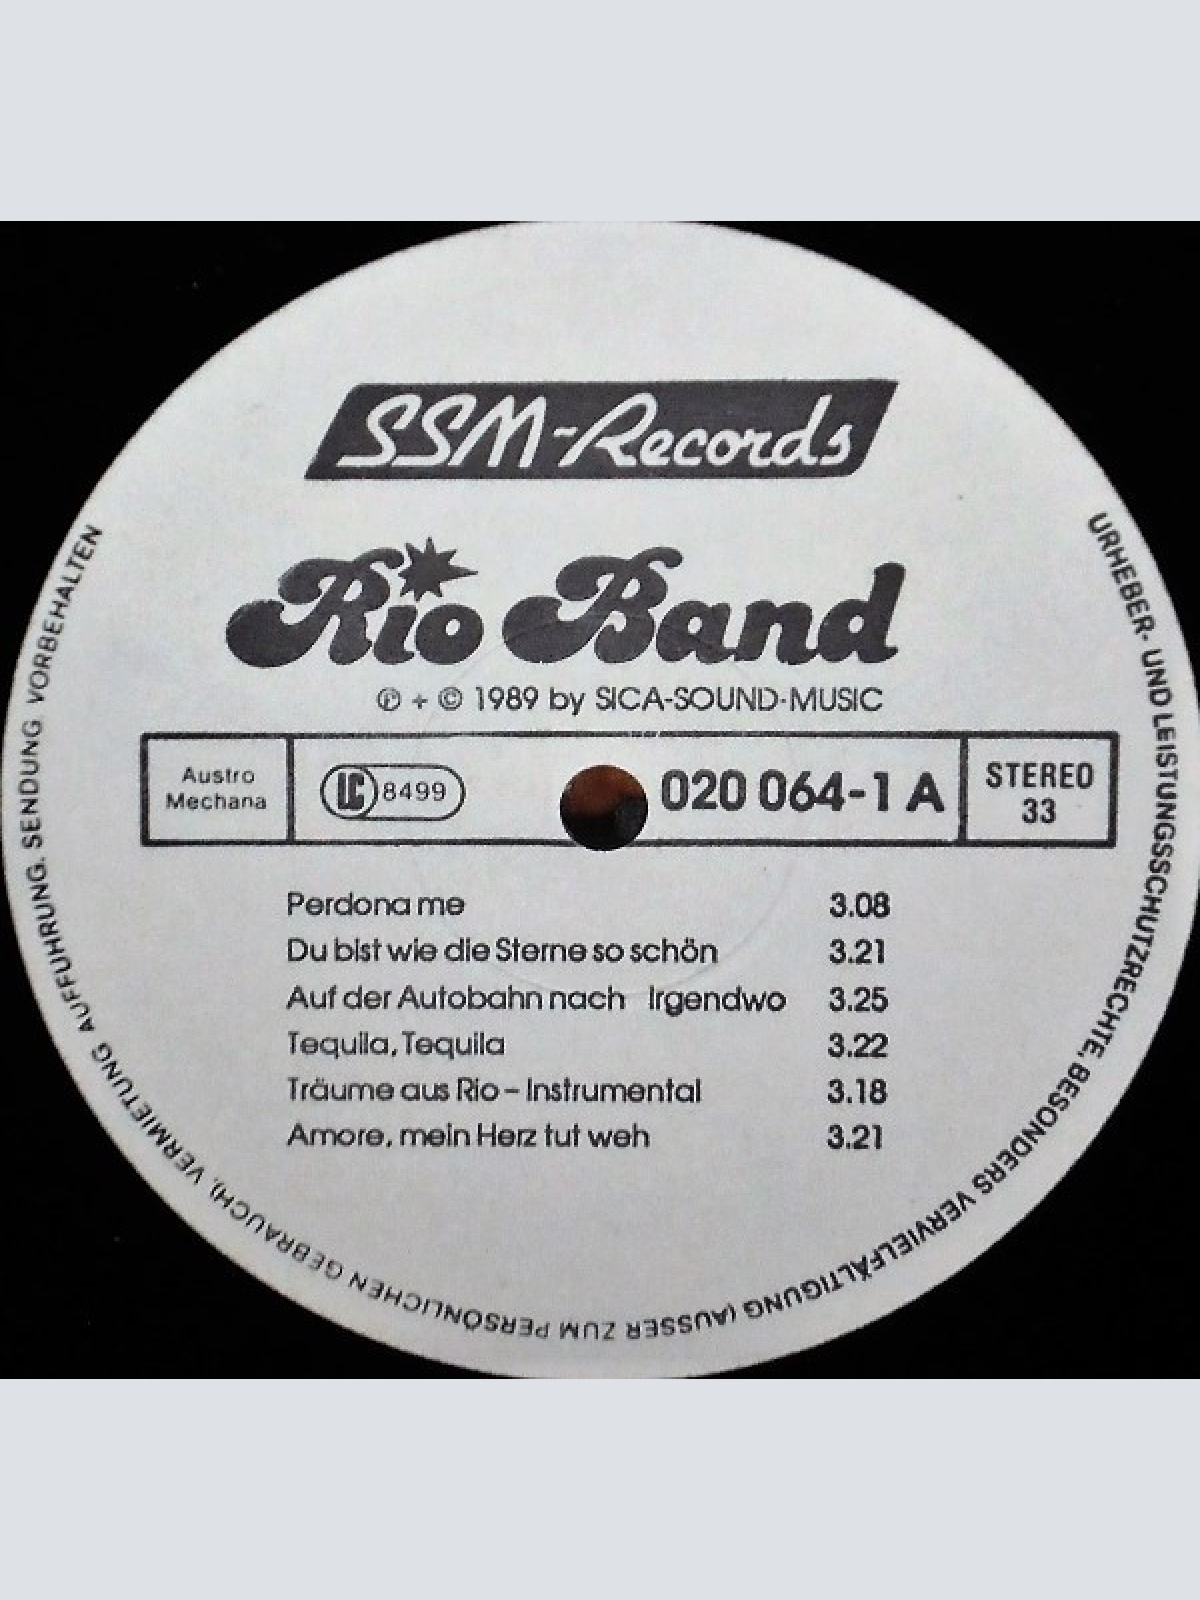 SSM-Records
Rio Band
℗ + © 1989 by SICA-SOUND-MUSIC
Austro
Mechana
LC 8499
020 064-1 A
STEREO
33
Perdona me 3.08
Du bist wie die Sterne so schön 3.21
Auf der Autobahn nach Irgendwo 3.25
Tequila, Tequila 3.22
Träume aus Rio – Instrumental 3.18
Amore, mein Herz tut weh 3.21
URHEBER- UND LEISTUNGSSCHUTZRECHTE, BESONDERS VERVIELFÄLTIGUNG (AUSSER ZUM PERSÖNLICHEN GEBRAUCH), VERMIETUNG AUFFÜHRUNG. SENDUNG VORBEHALTEN